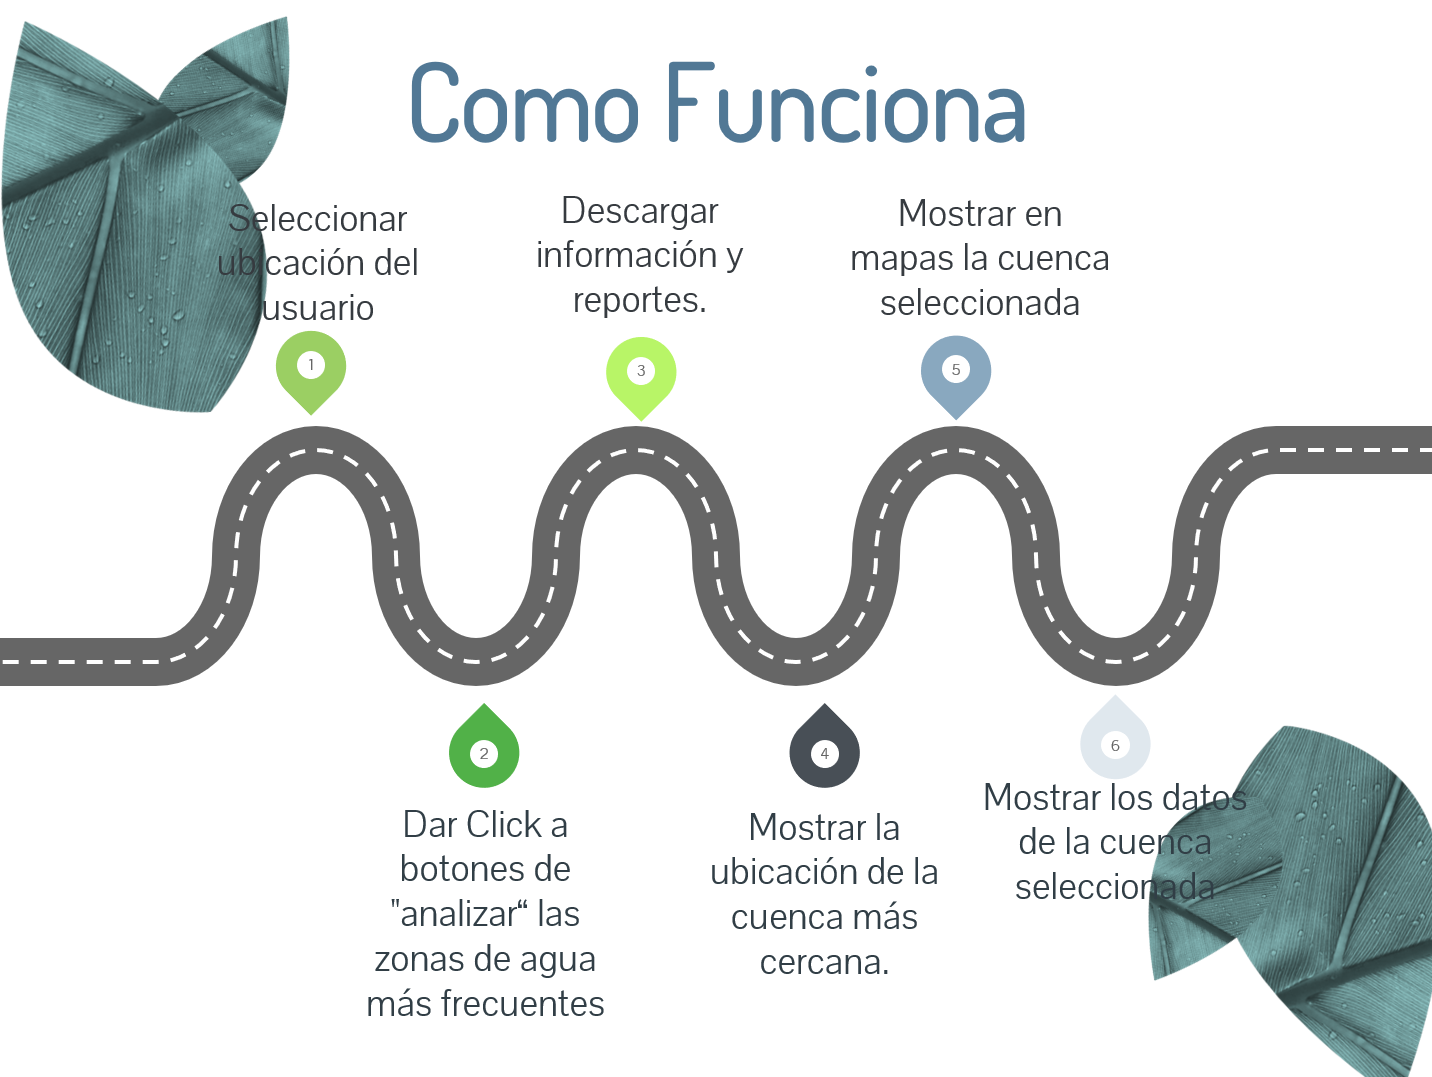 Como Funciona
Seleccionar
ubicación del
usuario
1
Dar Click a
botones de
"analizar“ las
zonas de agua
más frecuentes
2
Descargar
información y
reportes.
3
Mostrar la
ubicación de la
cuenca más
cercana.
4
Mostrar en
mapas la cuenca
seleccionada
5
Mostrar los datos
de la cuenca
seleccionada
6